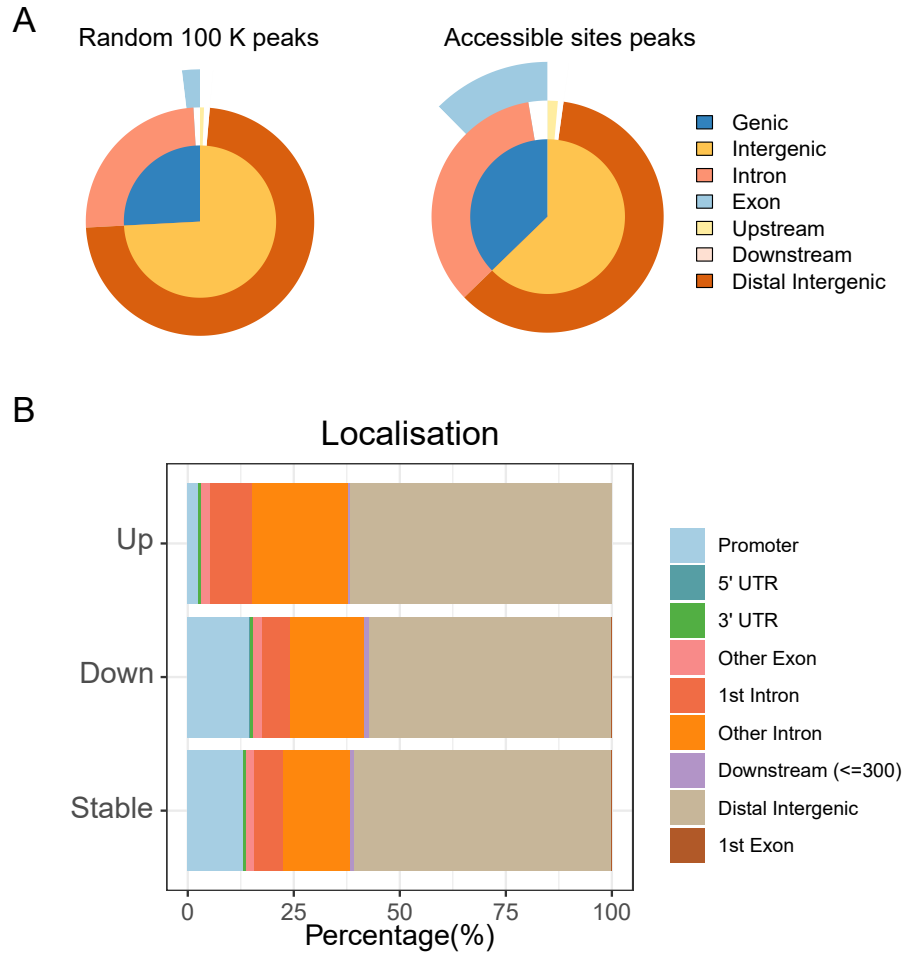 A
Random 100 K peaks
Accessible sites peaks
Genic
Intergenic
Intron
Exon
Upstream
Downstream
Distal Intergenic
B
Localisation
Up
Down
Stable
0 25 50 75 100
Percentage(%)
Promoter
5' UTR
3' UTR
Other Exon
1st Intron
Other Intron
Downstream (<=300)
Distal Intergenic
1st Exon